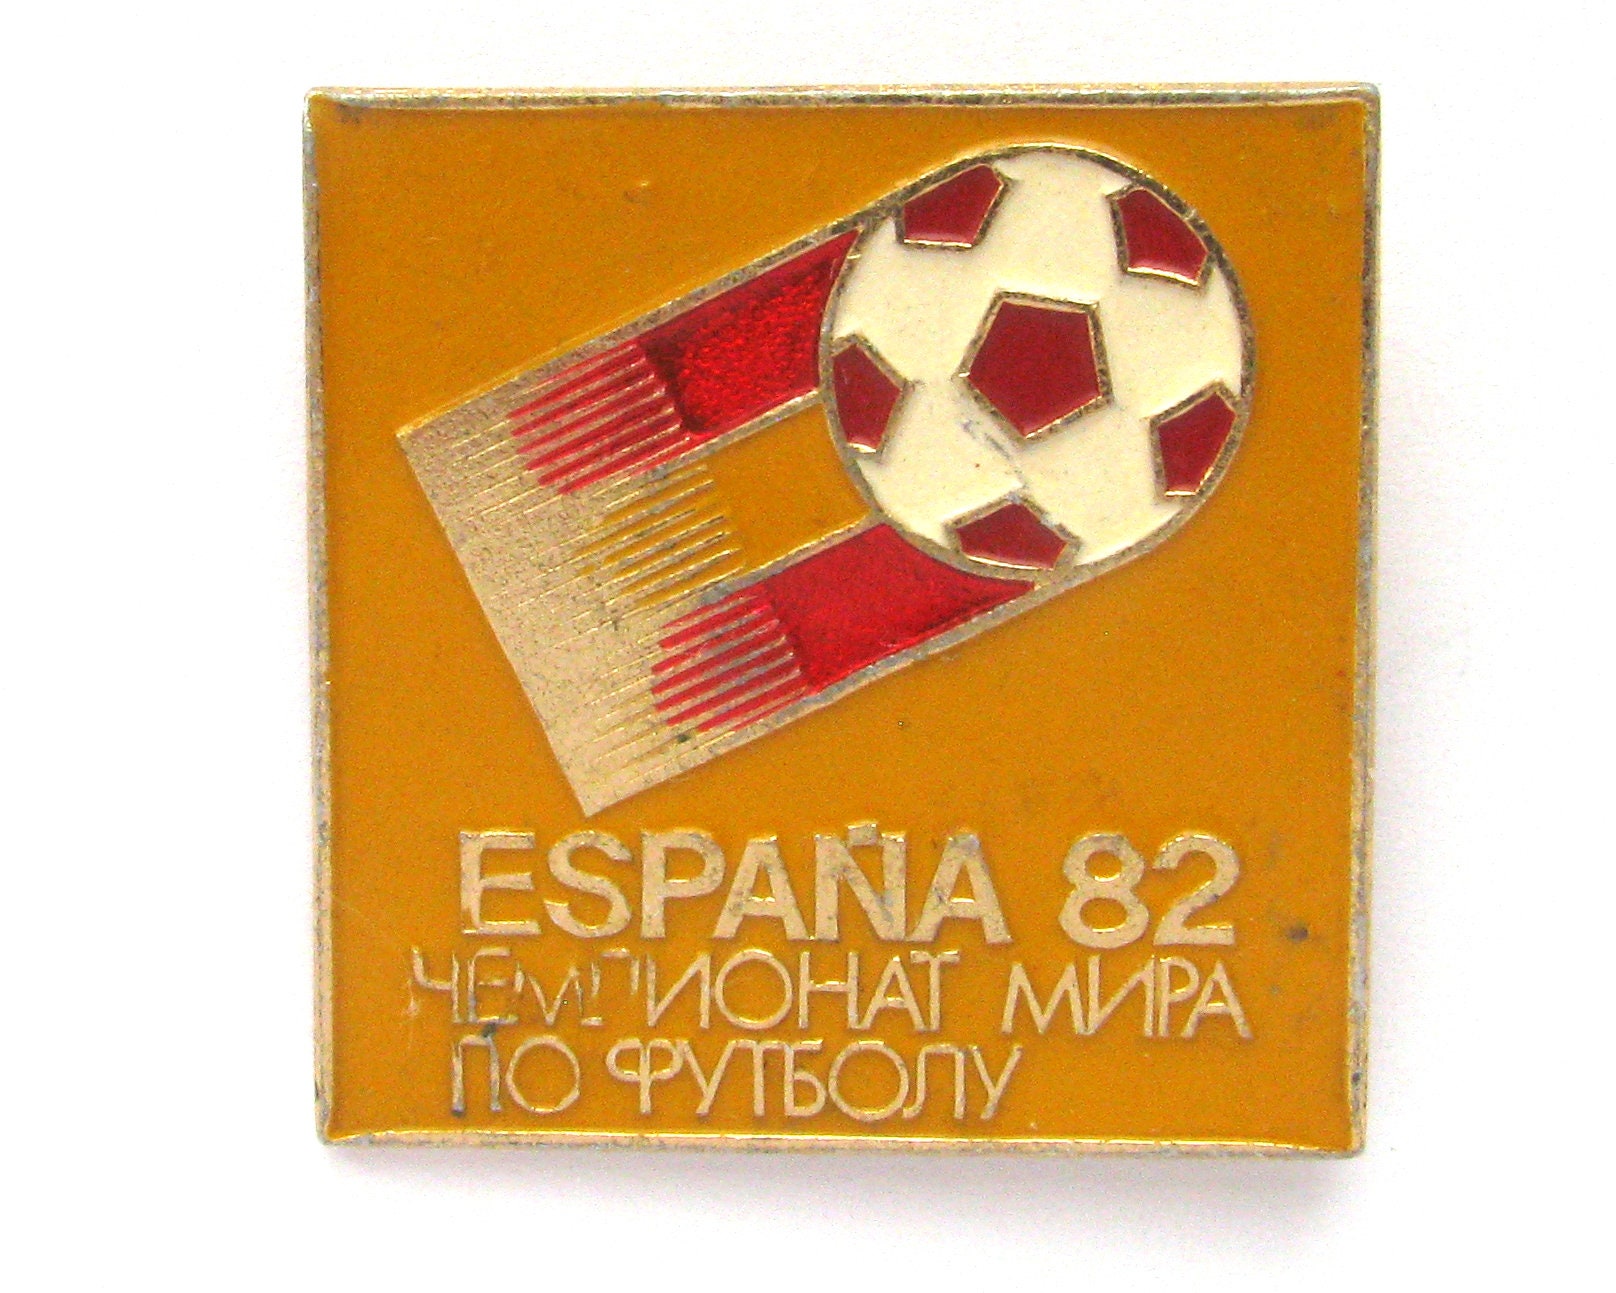 ESPAÑA 82
ЧЕМПИОНАТ МИРА
ПО ФУТБОЛУ